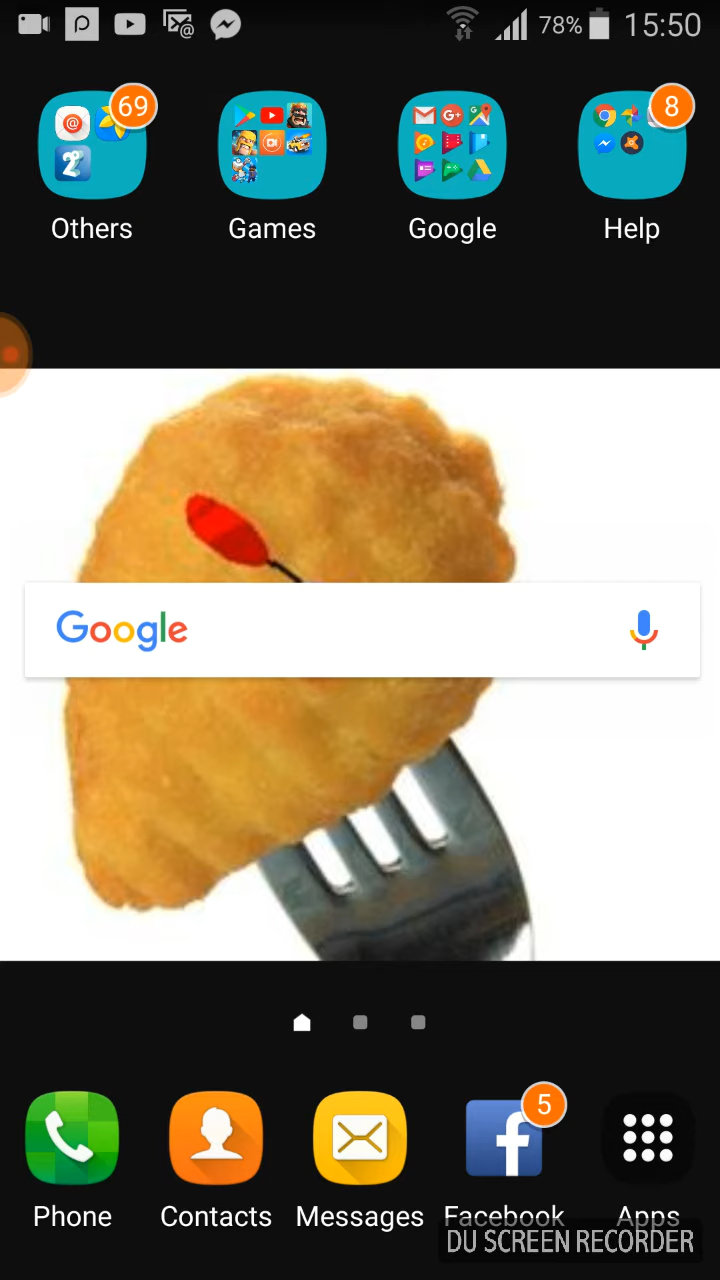 78% 15:50
69 8
Others Games Google Help
Google
5
Phone Contacts Messages Facebook Apps
DU SCREEN RECORDER